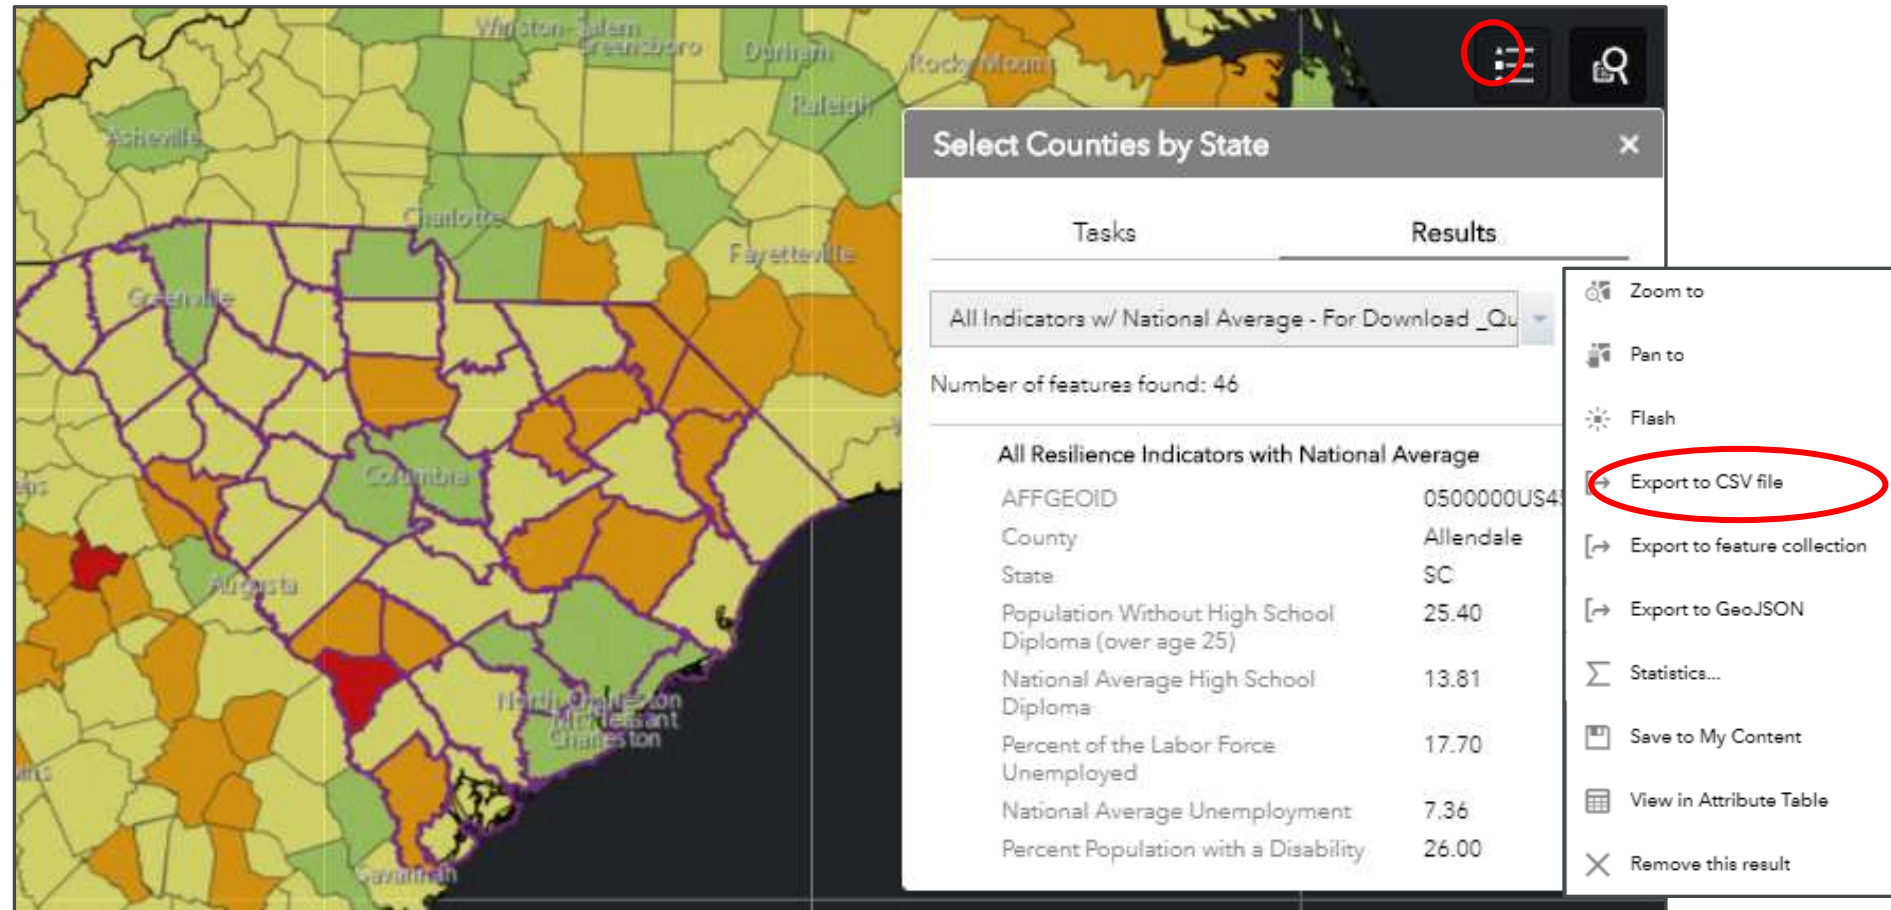 Winston-Salem
Greensboro
Durham
Rocky Mount
Raleigh
Asheville
Charlotte
Fayetteville
Greenville
Columbia
Augusta
North Charleston
Mt Pleasant
Charleston
Savannah
Select Counties by State
Tasks
Results
All Indicators w/ National Average - For Download _Qu
Number of features found: 46
All Resilience Indicators with National Average
AFFGEOID 0500000US4
County Allendale
State SC
Population Without High School 25.40
Diploma (over age 25)
National Average High School 13.81
Diploma
Percent of the Labor Force 17.70
Unemployed
National Average Unemployment 7.36
Percent Population with a Disability 26.00
Zoom to
Pan to
Flash
Export to CSV file
Export to feature collection
Export to GeoJSON
Statistics...
Save to My Content
View in Attribute Table
Remove this result